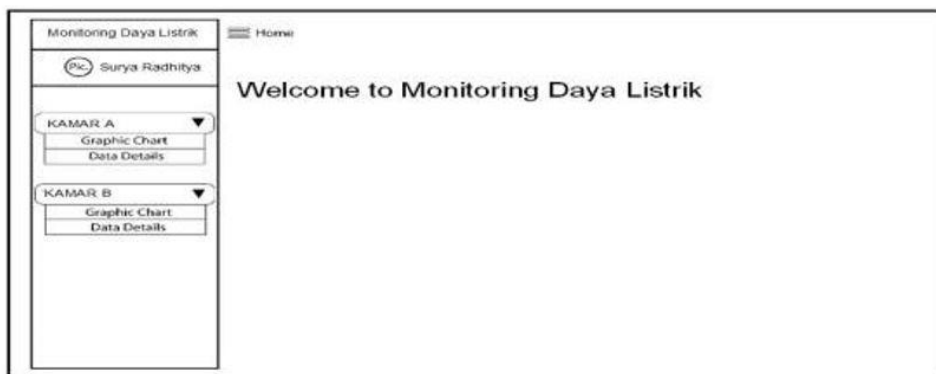 Monitoring Daya Listrik
Home
Pic. Surya Radhitya
Welcome to Monitoring Daya Listrik
KAMAR A
Graphic Chart
Data Details
KAMAR B
Graphic Chart
Data Details